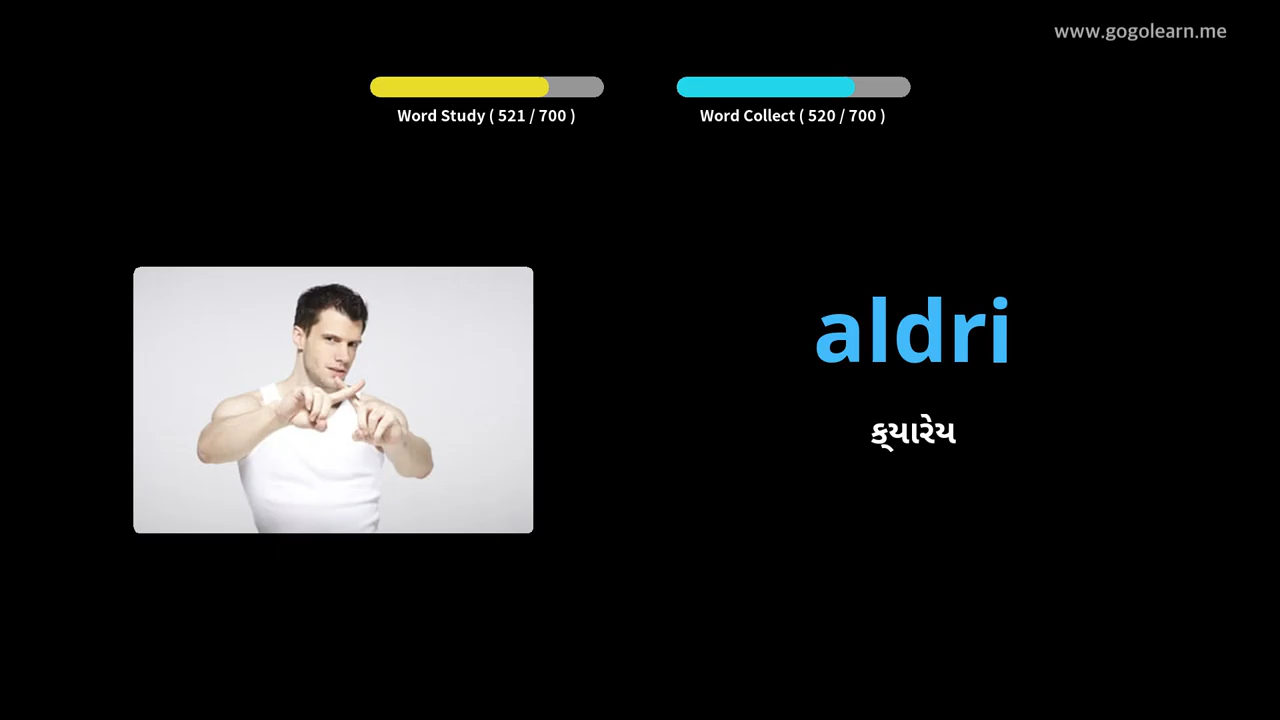 www.gogolearn.me
Word Study ( 521 / 700 )
Word Collect ( 520 / 700 )
aldri
ક્યારેય